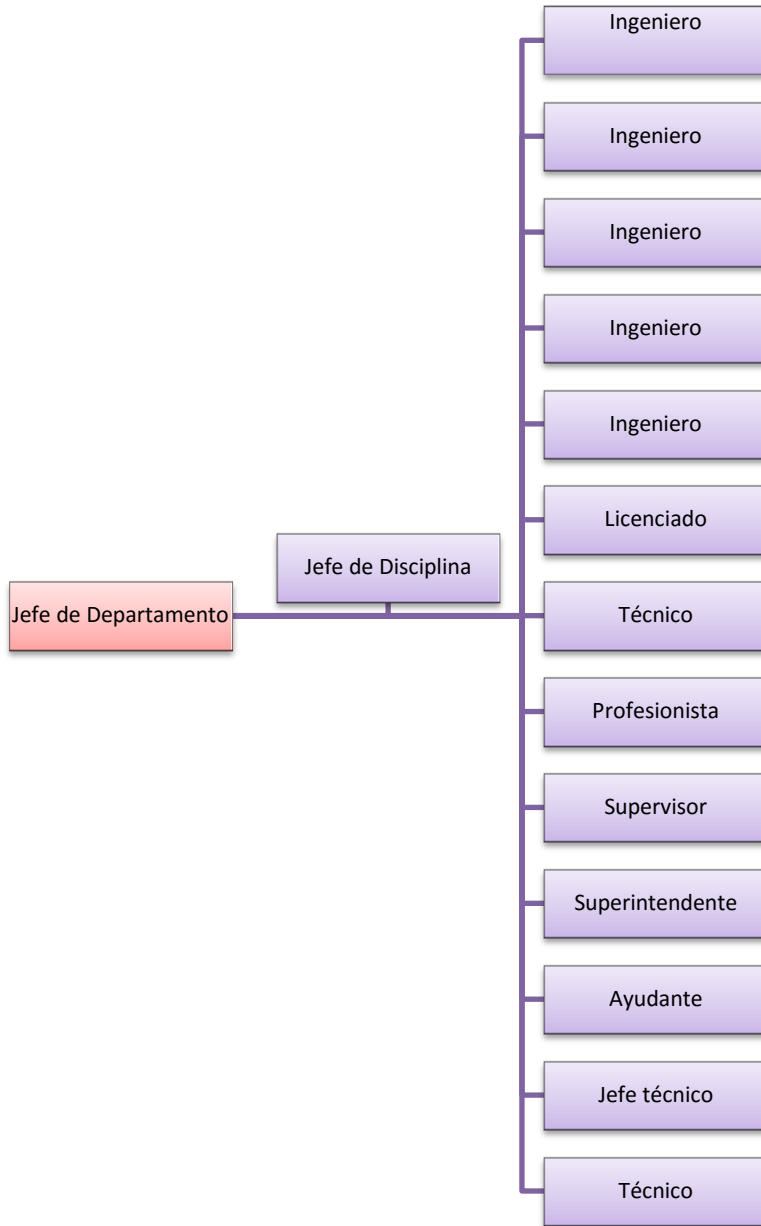 Ingeniero
Ingeniero
Ingeniero
Ingeniero
Ingeniero
Licenciado
Jefe de Disciplina
Jefe de Departamento
Técnico
Profesionista
Supervisor
Superintendente
Ayudante
Jefe técnico
Técnico